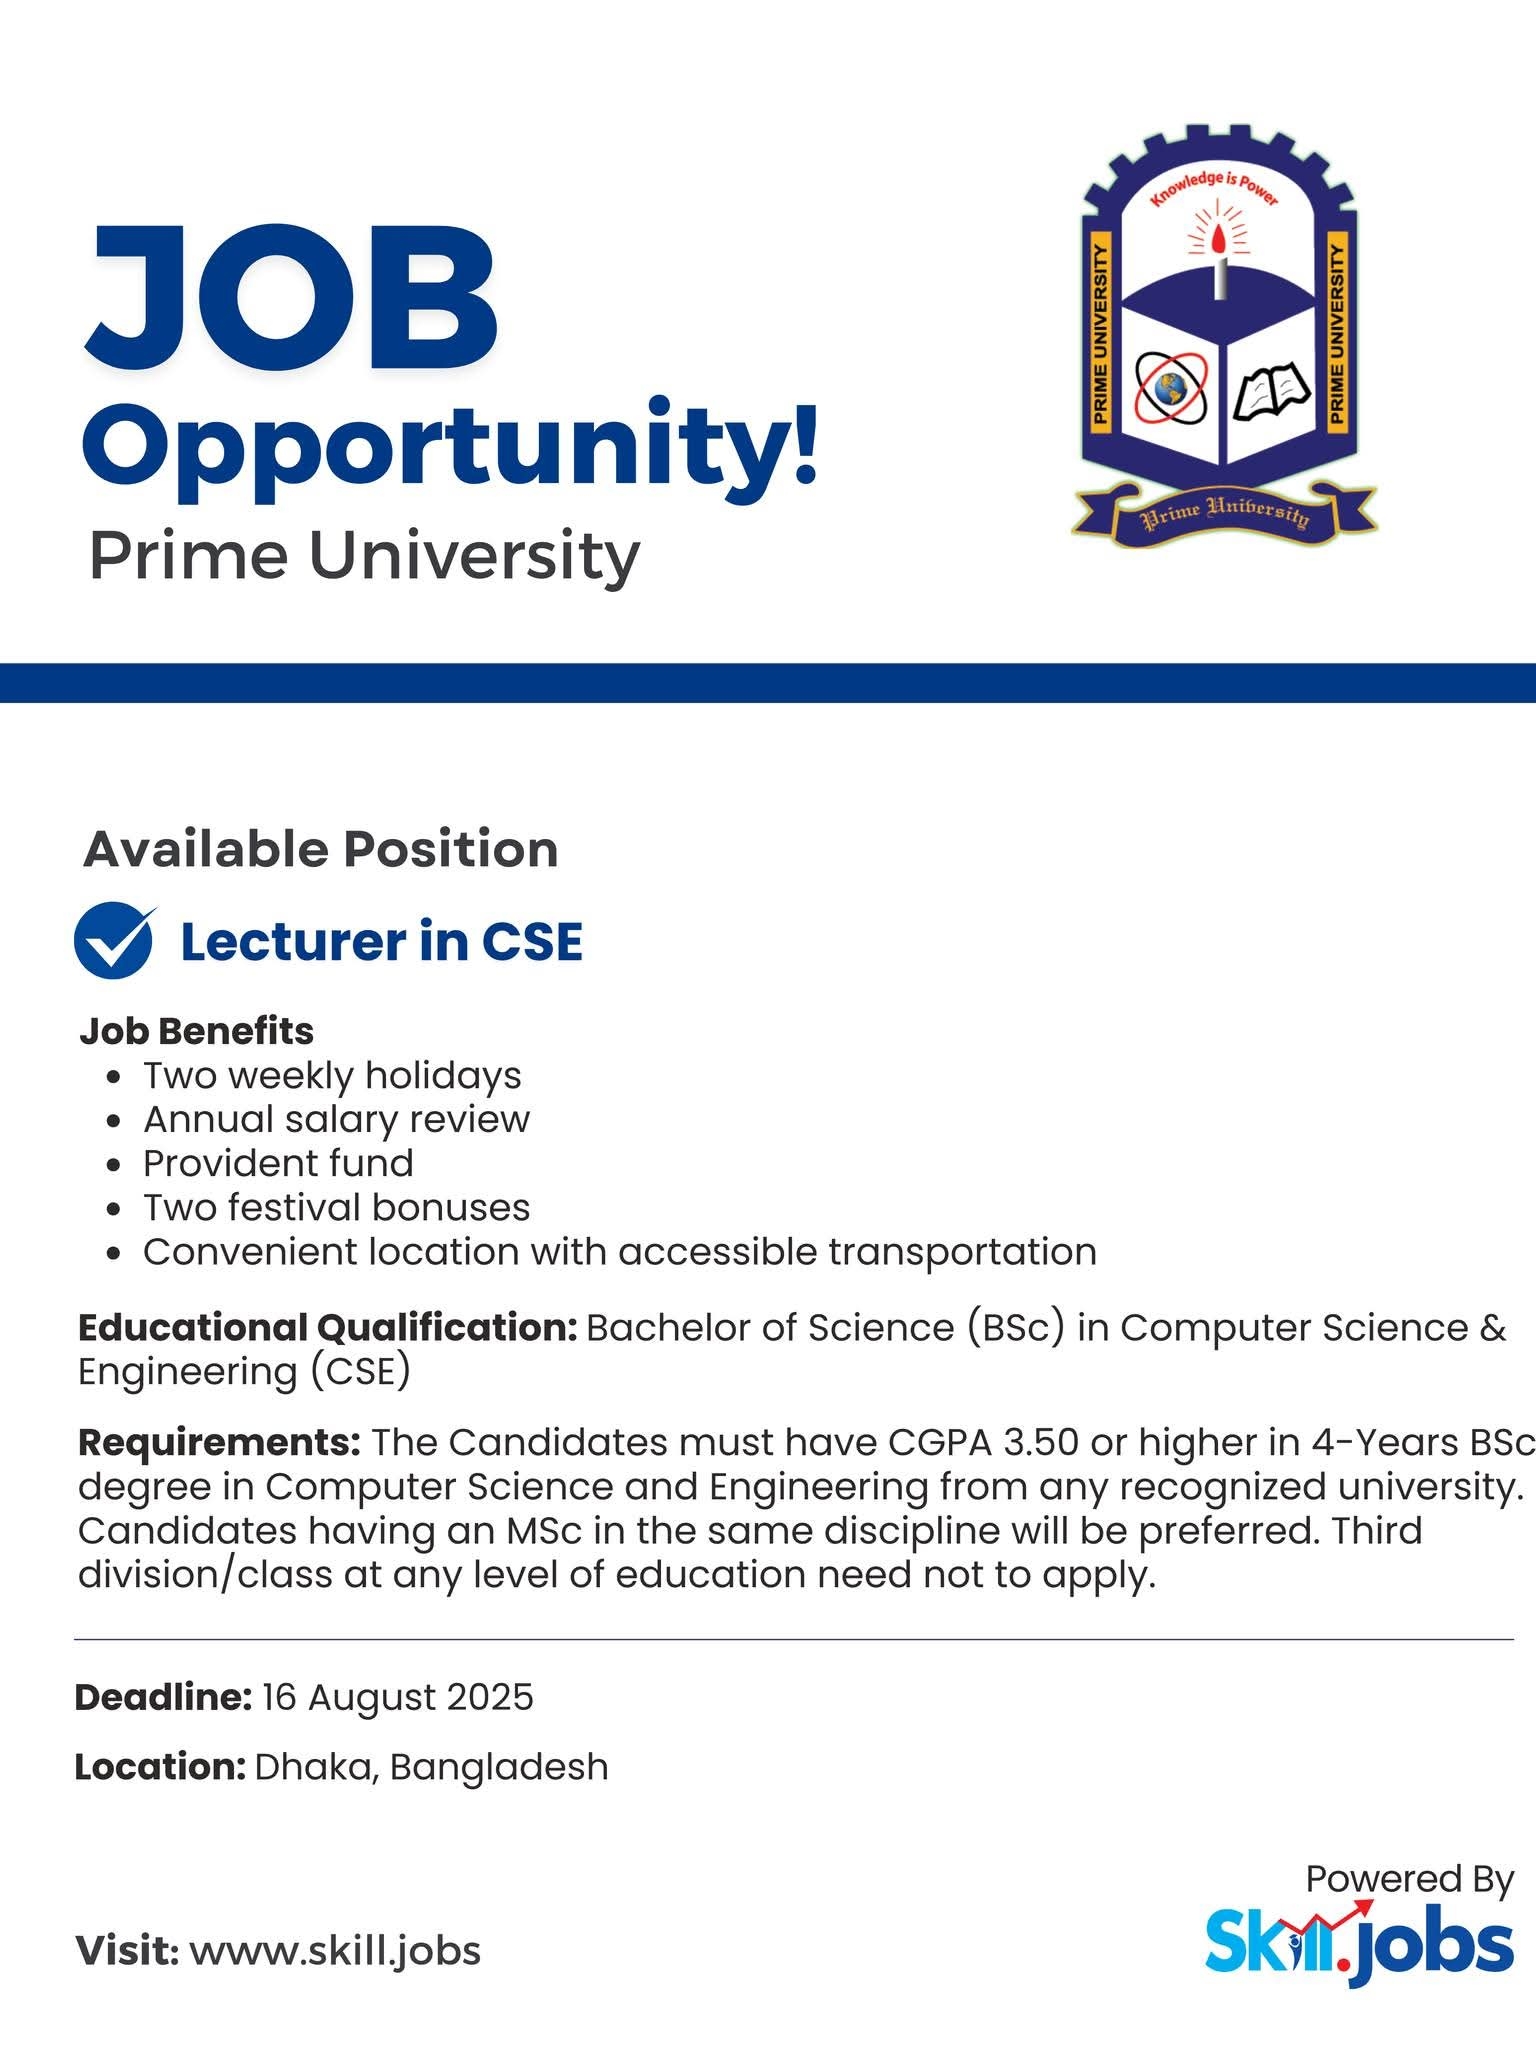 JOB
Opportunity!
Prime University
Knowledge is Power
PRIME UNIVERSITY
PRIME UNIVERSITY
Prime University
Available Position
Lecturer in CSE
Job Benefits
• Two weekly holidays
• Annual salary review
• Provident fund
• Two festival bonuses
• Convenient location with accessible transportation
Educational Qualification: Bachelor of Science (BSc) in Computer Science &
Engineering (CSE)
Requirements: The Candidates must have CGPA 3.50 or higher in 4-Years BSc
degree in Computer Science and Engineering from any recognized university.
Candidates having an MSc in the same discipline will be preferred. Third
division/class at any level of education need not to apply.
Deadline: 16 August 2025
Location: Dhaka, Bangladesh
Powered By
Skill.jobs
Visit: www.skill.jobs